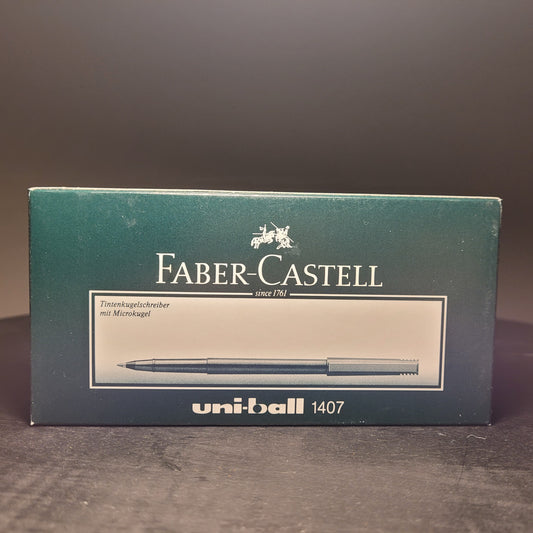 FABER-CASTELL
since 1761
Tintenkugelschreiber
mit Microkugel
uni-ball 1407